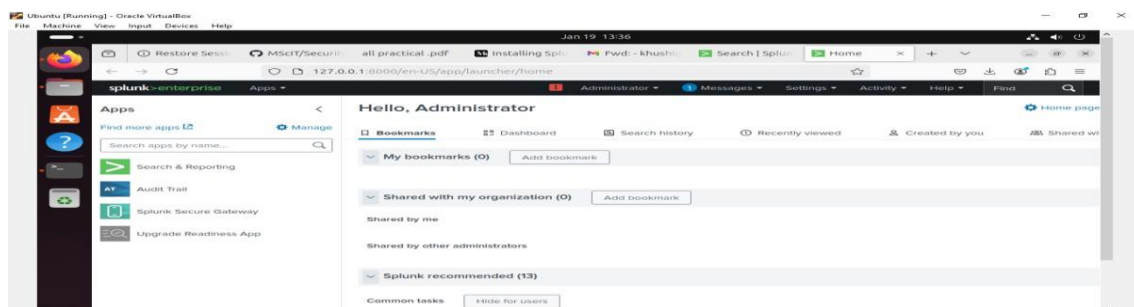 Ubuntu [Running] - Oracle VirtualBox
File Machine View Input Devices Help
Jan 19 13:36
Restore Sess
MScIT/Securit
all practical .pdf
Installing Splu
Fwd: - khushi
Search | Splun
Home
127.0.0.1:8000/en-US/app/launcher/home
splunk>enterprise Apps
Administrator
1 Messages
Settings
Activity
Help
Find
Apps
Find more apps
Manage
Search apps by name...
Search & Reporting
AT Audit Trail
Splunk Secure Gateway
Upgrade Readiness App
Hello, Administrator
Home page
Bookmarks
Dashboard
Search history
Recently viewed
Created by you
Shared wi
My bookmarks (0)
Add bookmark
Shared with my organization (0)
Add bookmark
Shared by me
Shared by other administrators
Splunk recommended (13)
Common tasks
Hide for users